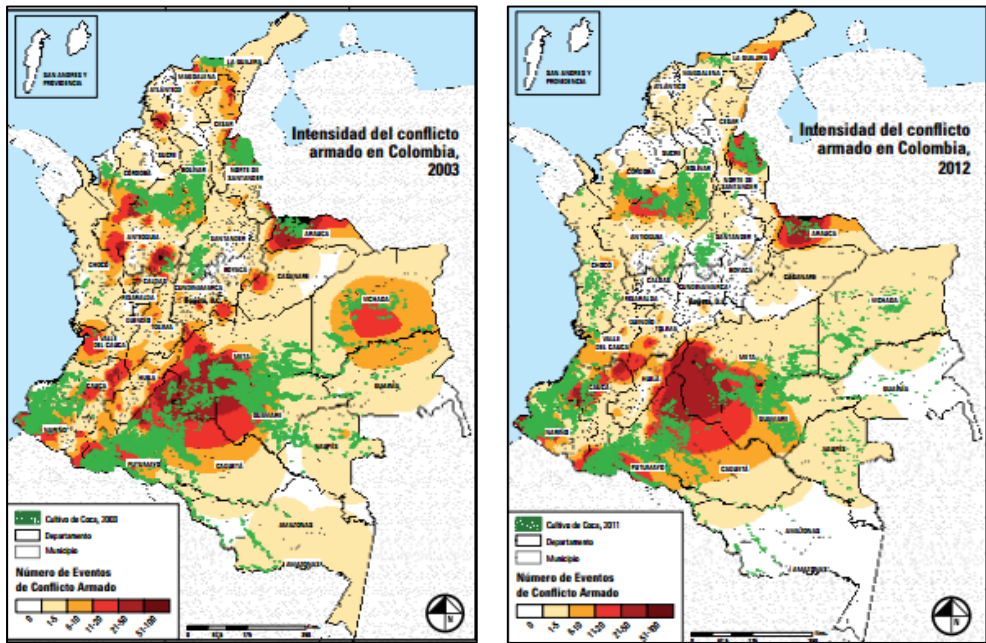 SAN ANDRES Y
PROVIDENCIA
LA GUAJIRA
MAGDALENA
ATLÁNTICO
CESAR
Intensidad del conflicto
armado en Colombia,
2003
SUCRE
CÓRDOBA
BOLÍVAR
NORTE DE
SANTANDER
ANTIOQUIA
SANTANDER
ARAUCA
CHOCÓ
BOYACA
CASANARE
CALDAS
CUNDINAMARCA
RISARALDA
Bogotá, D.C.
VICHADA
QUINDÍO
TOLIMA
VALLE
DEL CAUCA
META
GUAINÍA
CAUCA
HUILA
GUAVIARE
NARIÑO
VAUPÉS
PUTUMAYO
CAQUETÁ
AMAZONAS
AMAZONAS
Cultivo de Coca, 2003
Departamento
Municipio
Número de Eventos
de Conflicto Armado
0
1-5
6-10
11-20
21-50
51-100
N
SAN ANDRES Y
PROVIDENCIA
LA GUAJIRA
MAGDALENA
ATLÁNTICO
CESAR
Intensidad del conflicto
armado en Colombia,
2012
SUCRE
CÓRDOBA
BOLÍVAR
NORTE DE
SANTANDER
ANTIOQUIA
SANTANDER
ARAUCA
CHOCÓ
BOYACA
CASANARE
CALDAS
CUNDINAMARCA
RISARALDA
Bogotá, D.C.
VICHADA
QUINDÍO
TOLIMA
VALLE
DEL CAUCA
META
GUAINÍA
CAUCA
HUILA
GUAVIARE
NARIÑO
VAUPÉS
PUTUMAYO
CAQUETÁ
AMAZONAS
AMAZONAS
Cultivo de Coca, 2011
Departamento
Municipio
Número de Eventos
de Conflicto Armado
0
1-5
6-10
11-20
21-50
51-100
N